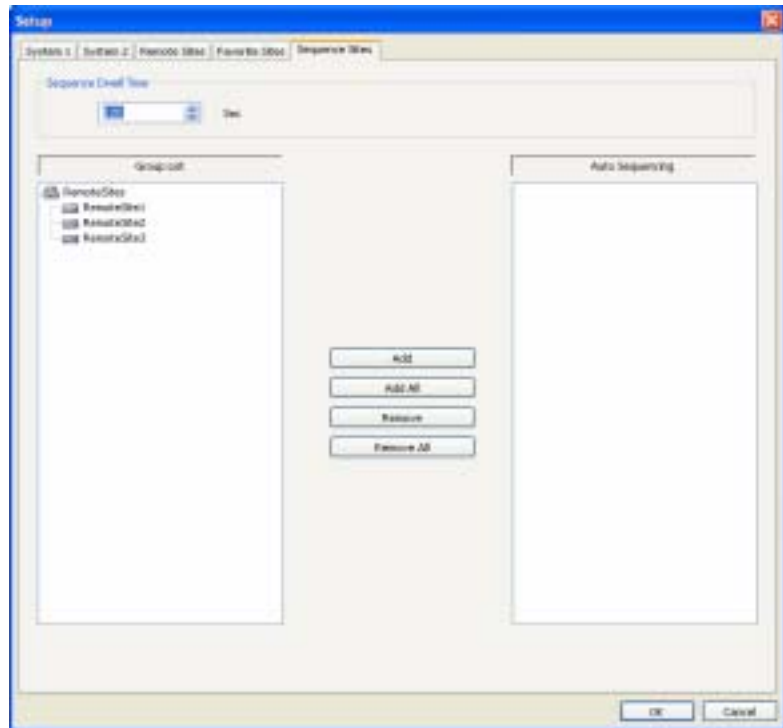 Setup
System 1 System 2 Remote Sites Favorite Sites Sequence Sites
Sequence Dwell Time
Sec
Group List Auto Sequencing
RemoteSites
RemoteSite1
RemoteSite2
RemoteSite3
Add
Add All
Remove
Remove All
OK Cancel